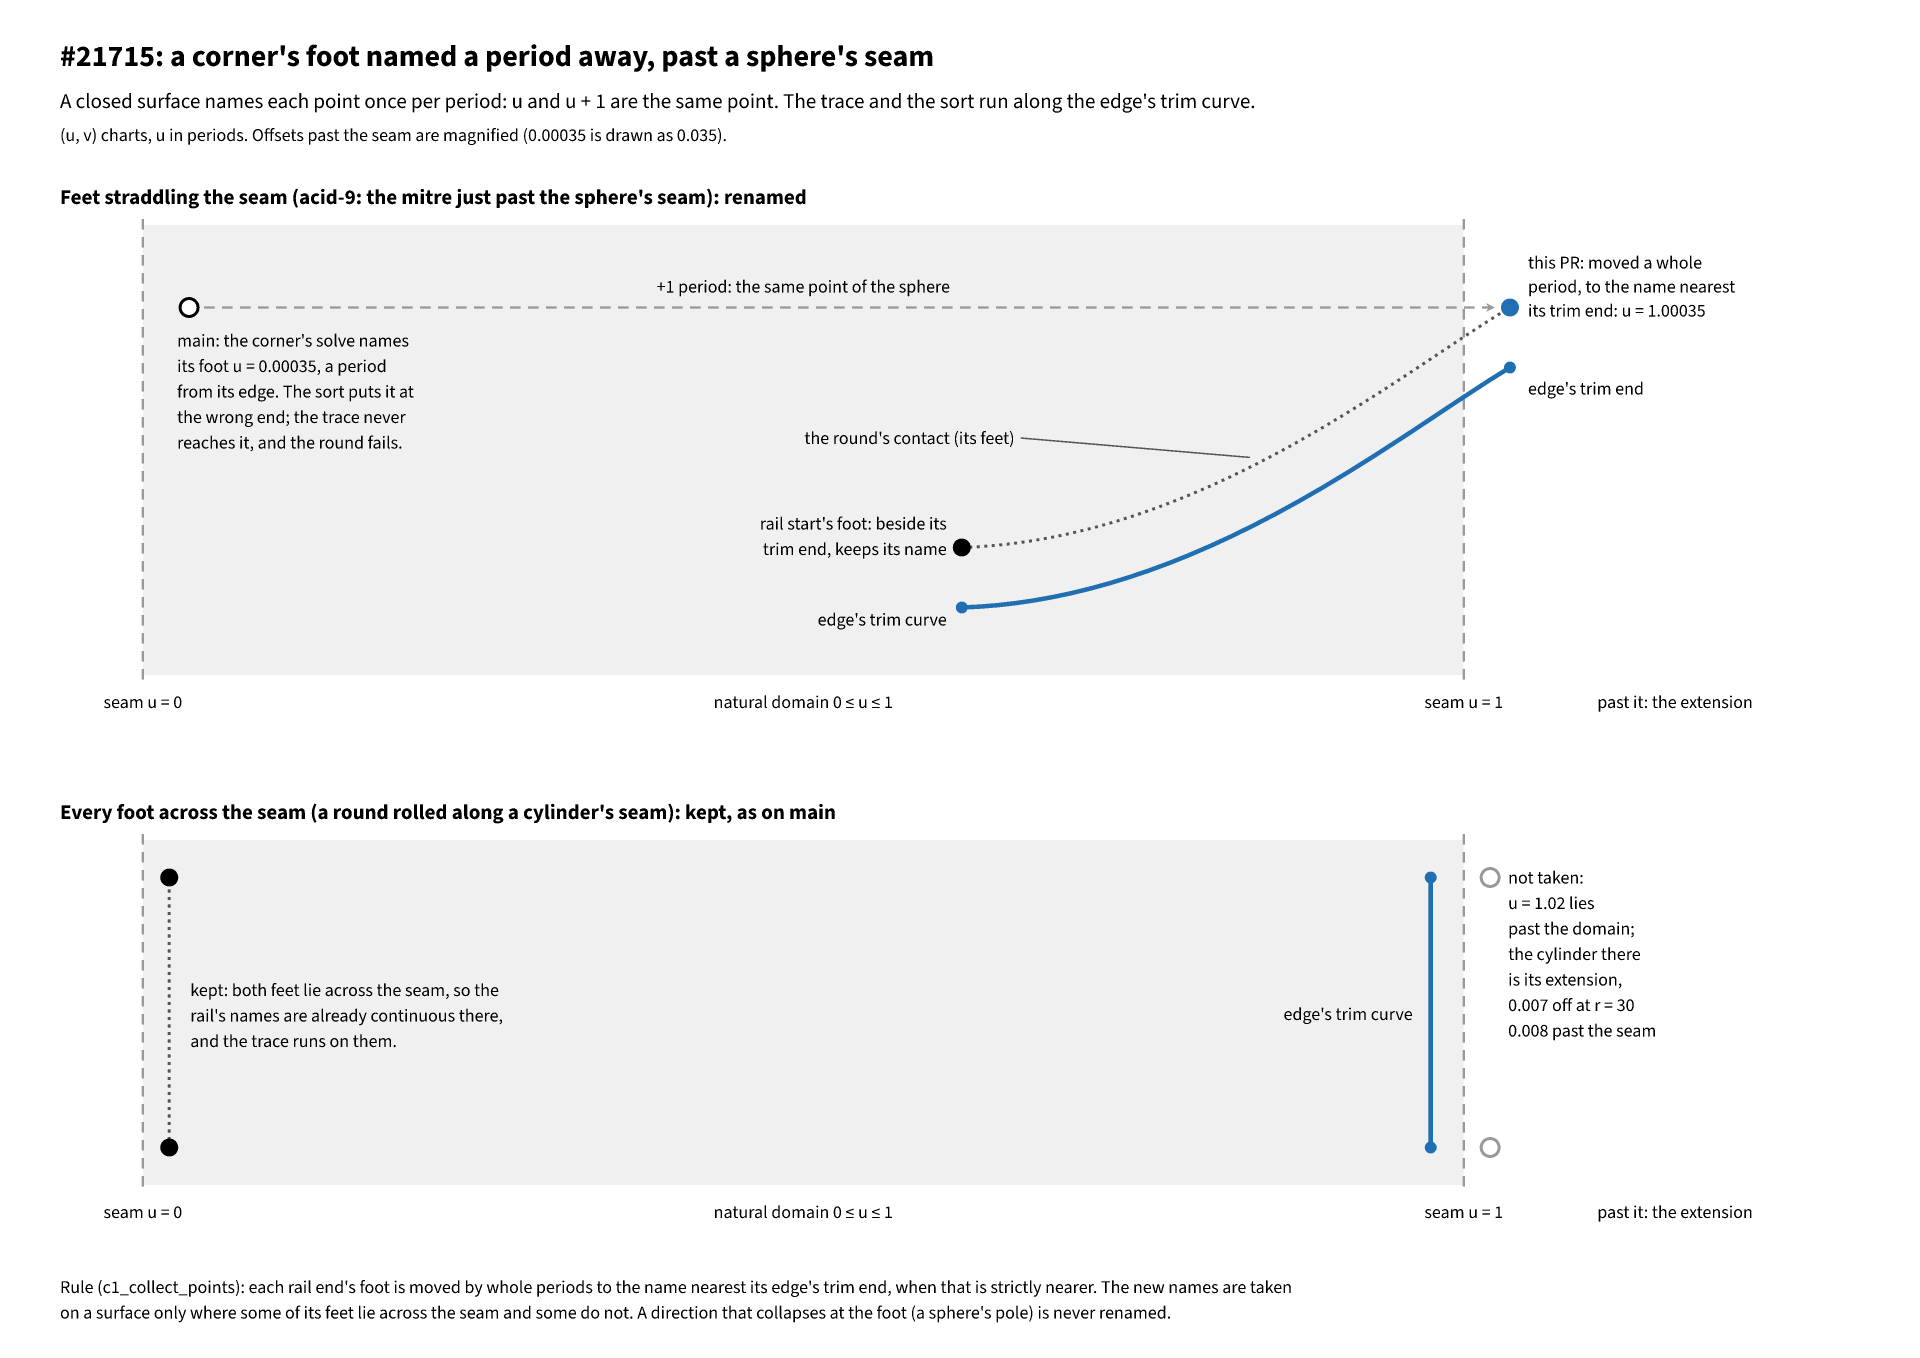 #21715: a corner's foot named a period away, past a sphere's seam
A closed surface names each point once per period: u and u + 1 are the same point. The trace and the sort run along the edge's trim curve.
(u, v) charts, u in periods. Offsets past the seam are magnified (0.00035 is drawn as 0.035).
Feet straddling the seam (acid-9: the mitre just past the sphere's seam): renamed
+1 period: the same point of the sphere
this PR: moved a whole
period, to the name nearest
its trim end: u = 1.00035
main: the corner's solve names
its foot u = 0.00035, a period
from its edge. The sort puts it at
the wrong end; the trace never
reaches it, and the round fails.
edge's trim end
the round's contact (its feet)
rail start's foot: beside its
trim end, keeps its name
edge's trim curve
seam u = 0
natural domain 0 ≤ u ≤ 1
seam u = 1
past it: the extension
Every foot across the seam (a round rolled along a cylinder's seam): kept, as on main
not taken:
u = 1.02 lies
past the domain;
the cylinder there
is its extension,
0.007 off at r = 30
0.008 past the seam
kept: both feet lie across the seam, so the
rail's names are already continuous there,
and the trace runs on them.
edge's trim curve
seam u = 0
natural domain 0 ≤ u ≤ 1
seam u = 1
past it: the extension
Rule (c1_collect_points): each rail end's foot is moved by whole periods to the name nearest its edge's trim end, when that is strictly nearer. The new names are taken
on a surface only where some of its feet lie across the seam and some do not. A direction that collapses at the foot (a sphere's pole) is never renamed.